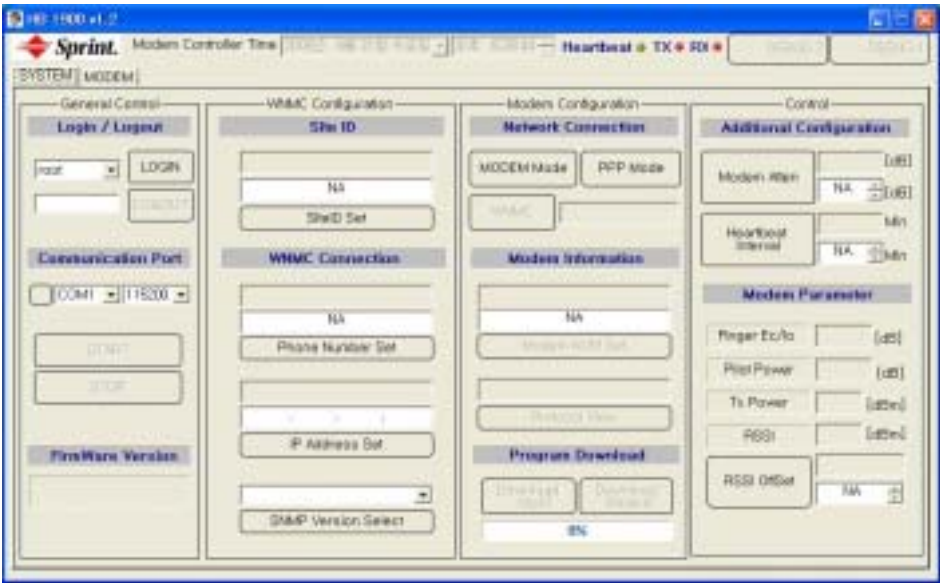 HB-1900 v1.2
Sprint. Modem Controller Time Heartbeat TX RX
SYSTEM MODEM
General Control
Login / Logout
root LOGIN
LOGOUT
Communication Port
COM1 115200
START
STOP
FirmWare Version
WNMC Configuration
Site ID
NA
SiteID Set
WNMC Connection
NA
Phone Number Set
IP Address Set
SNMP Version Select
Modem Configuration
Network Connection
MODEM Mode PPP Mode
WNMC
Modem Information
NA
Protocol View
Program Download
Download
0%
Control
Additional Configuration
Modem Atten [dB]
NA [dB]
Heartbeat Interval Min
NA Min
Modem Parameter
Finger Ec/Io [dB]
Pilot Power [dB]
Tx Power [dBm]
RSSI [dBm]
RSSI OffSet
NA